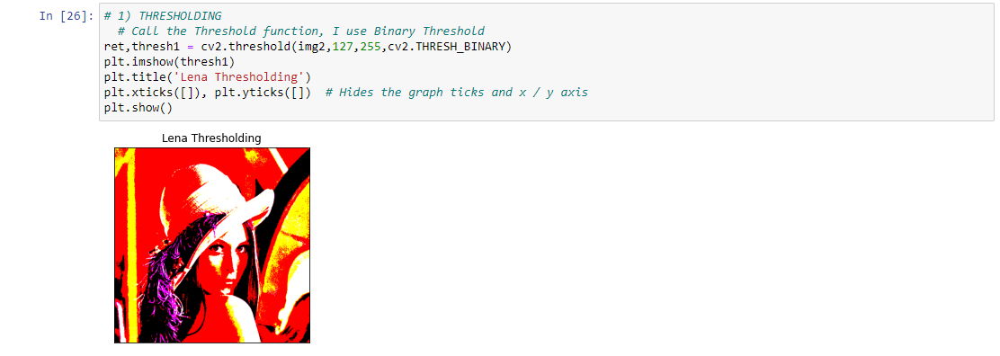 In [26]: # 1) THRESHOLDING
# Call the Threshold function, I use Binary Threshold
ret,thresh1 = cv2.threshold(img2,127,255,cv2.THRESH_BINARY)
plt.imshow(thresh1)
plt.title('Lena Thresholding')
plt.xticks([]), plt.yticks([])  # Hides the graph ticks and x / y axis
plt.show()
Lena Thresholding